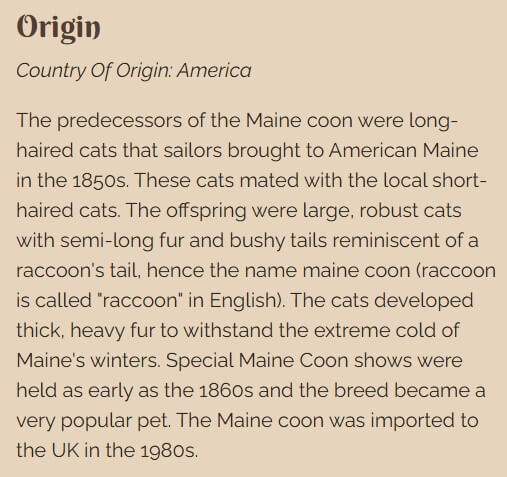 Origin
Country Of Origin: America
The predecessors of the Maine coon were long-
haired cats that sailors brought to American Maine
in the 1850s. These cats mated with the local short-
haired cats. The offspring were large, robust cats
with semi-long fur and bushy tails reminiscent of a
raccoon's tail, hence the name maine coon (raccoon
is called "raccoon" in English). The cats developed
thick, heavy fur to withstand the extreme cold of
Maine's winters. Special Maine Coon shows were
held as early as the 1860s and the breed became a
very popular pet. The Maine coon was imported to
the UK in the 1980s.